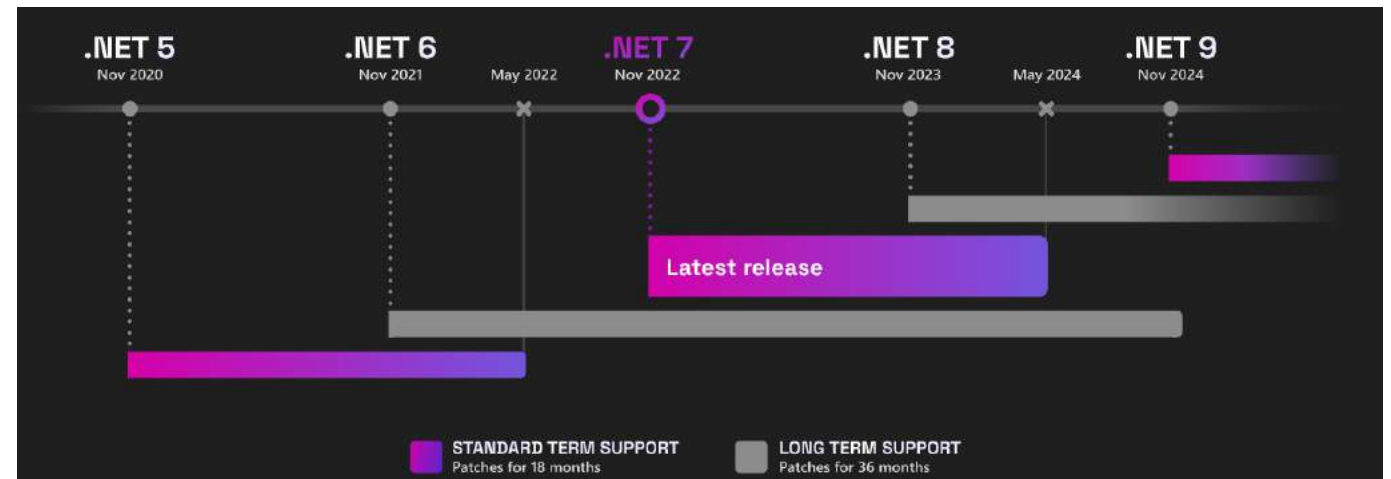 .NET 5
Nov 2020
.NET 6
Nov 2021
May 2022
.NET 7
Nov 2022
.NET 8
Nov 2023
May 2024
.NET 9
Nov 2024
Latest release
STANDARD TERM SUPPORT
Patches for 18 months
LONG TERM SUPPORT
Patches for 36 months